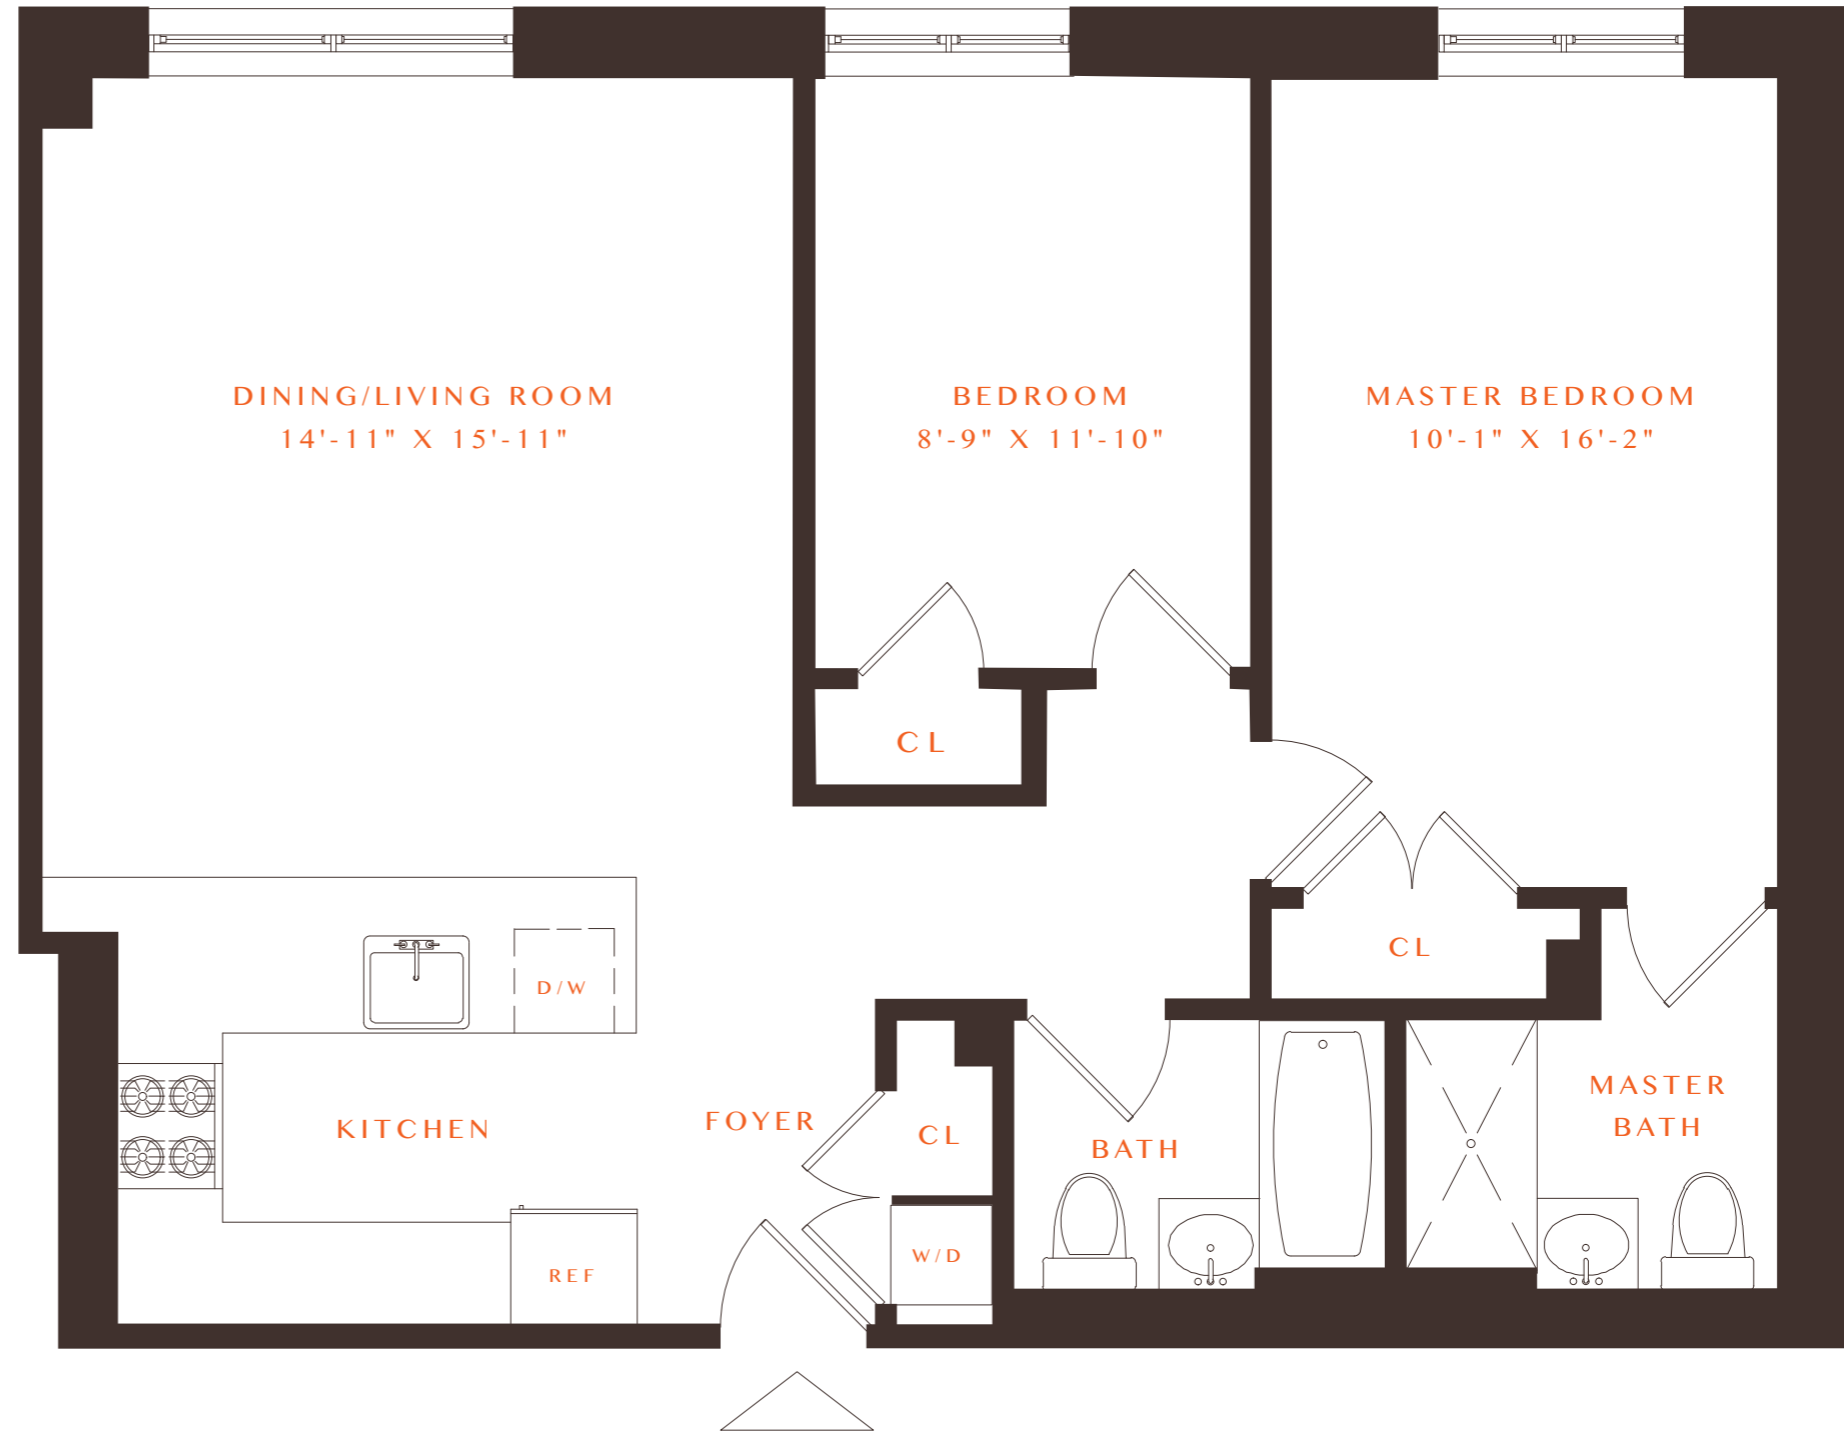 DINING/LIVING ROOM
14'-11" X 15'-11"
BEDROOM
8'-9" X 11'-10"
MASTER BEDROOM
10'-1" X 16'-2"
CL
CL
D/W
KITCHEN
FOYER
CL
BATH
MASTER
BATH
W/D
REF